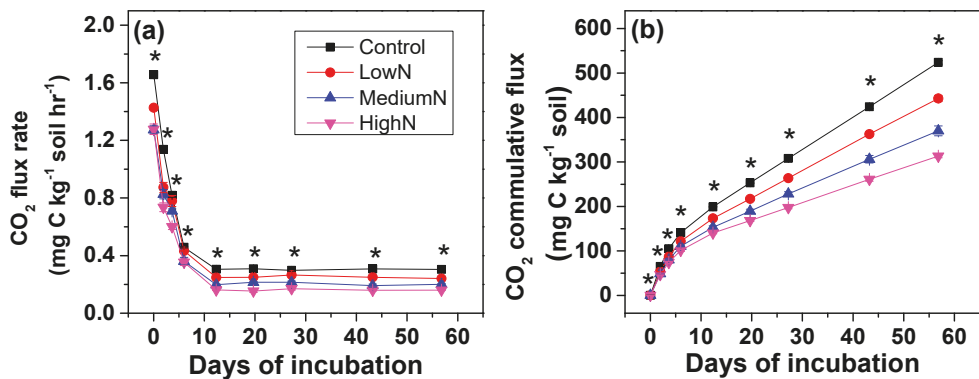 (a)
Control
LowN
MediumN
HighN
CO₂ flux rate
(mg C kg⁻¹ soil hr⁻¹)
2.0
1.6
1.2
0.8
0.4
0.0
* * * * * * * * *
0 10 20 30 40 50 60
Days of incubation
(b)
CO₂ commulative flux
(mg C kg⁻¹ soil)
600
500
400
300
200
100
0
* * * * * * * * *
0 10 20 30 40 50 60
Days of incubation